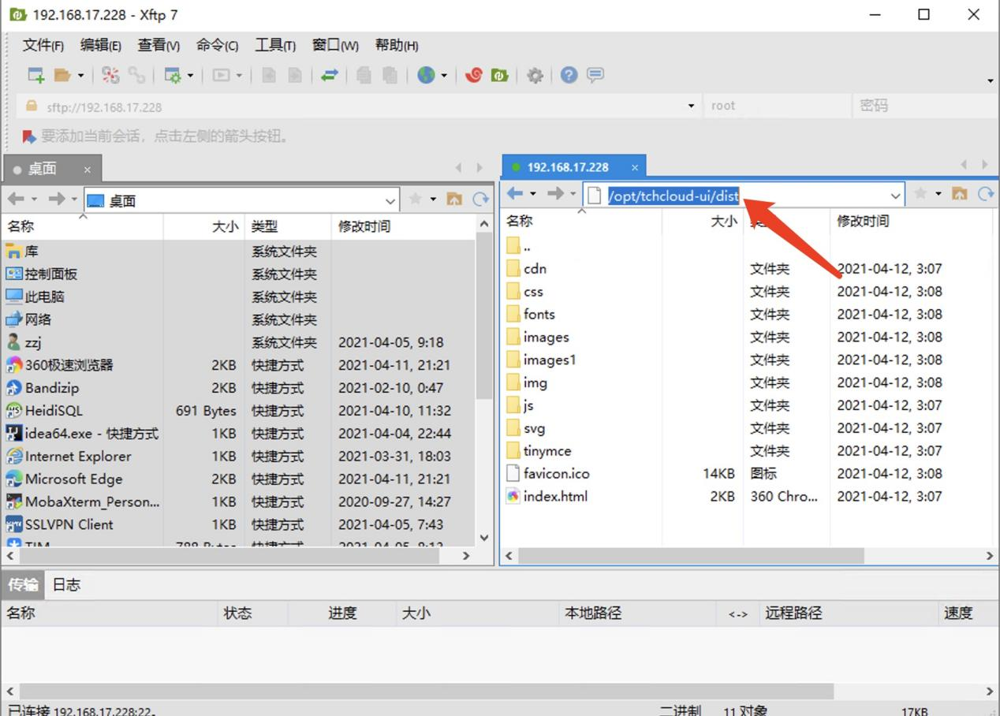 192.168.17.228 - Xftp 7
文件(F) 编辑(E) 查看(V) 命令(C) 工具(T) 窗口(W) 帮助(H)
sftp://192.168.17.228 root 密码
要添加当前会话，点击左侧的箭头按钮。
桌面 ×
桌面
名称 大小 类型 修改时间
库 系统文件夹
控制面板 系统文件夹
此电脑 系统文件夹
网络 系统文件夹
zzj 系统文件夹 2021-04-05, 9:18
360极速浏览器 2KB 快捷方式 2021-04-11, 21:21
Bandizip 2KB 快捷方式 2021-02-10, 0:47
HeidiSQL 691 Bytes 快捷方式 2021-04-10, 11:32
idea64.exe - 快捷方式 1KB 快捷方式 2021-04-04, 22:44
Internet Explorer 1KB 快捷方式 2021-03-31, 18:03
Microsoft Edge 2KB 快捷方式 2021-04-11, 21:21
MobaXterm_Person... 1KB 快捷方式 2020-09-27, 14:27
SSLVPN Client 1KB 快捷方式 2021-04-05, 7:43
TIM 788 Bytes 快捷方式 2021-04-05, 8:12
192.168.17.228 ×
/opt/tchcloud-ui/dist
名称 大小 修改时间
..
cdn 文件夹 2021-04-12, 3:07
css 文件夹 2021-04-12, 3:08
fonts 文件夹 2021-04-12, 3:08
images 文件夹 2021-04-12, 3:08
images1 文件夹 2021-04-12, 3:08
img 文件夹 2021-04-12, 3:08
js 文件夹 2021-04-12, 3:07
svg 文件夹 2021-04-12, 3:07
tinymce 文件夹 2021-04-12, 3:07
favicon.ico 14KB 图标 2021-04-12, 3:08
index.html 2KB 360 Chro... 2021-04-12, 3:07
传输 日志
名称 状态 进度 大小 本地路径 <-> 远程路径 速度
已连接 192.168.17.228:22。 二进制 11 对象 17KB